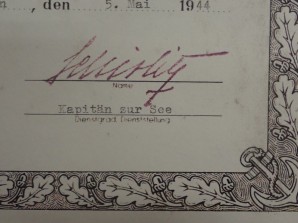 , den 5. Mai 1944
Name
Kapitän zur See
Dienstgrad, Dienststellung